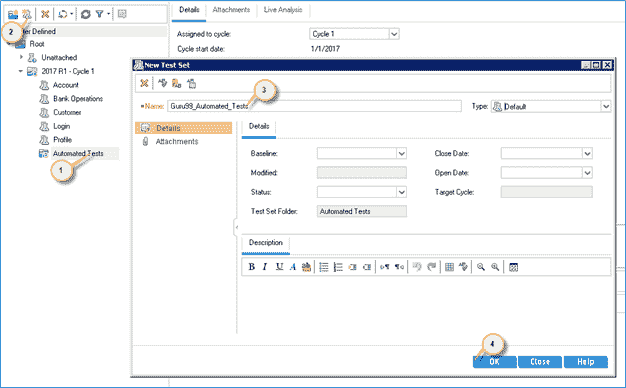 Details Attachments Live Analysis
2
er Defined
Root
Unattached
2017 R1 - Cycle 1
Account
Bank Operations
Customer
Login
Profile
Automated Tests
1
Assigned to cycle: Cycle 1
Cycle start date: 1/1/2017
New Test Set
3
Name: Guru99_Automated_Tests Type: Default
Details
Attachments
Details
Baseline: Close Date:
Modified: Open Date:
Status: Target Cycle:
Test Set Folder: Automated Tests
Description
B I U A ab
4
OK Close Help